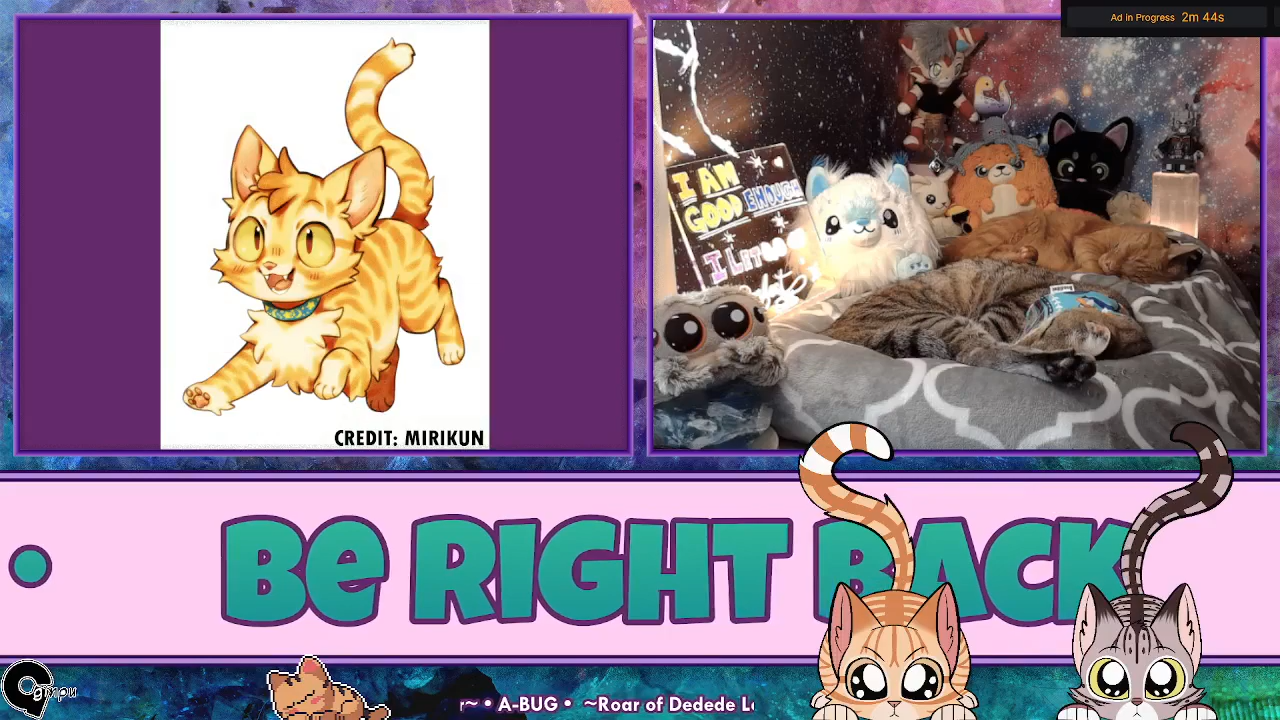 Ad in Progress 2m 44s
I AM
GOOD ENOUGH
CREDIT: MIRIKUN
Be RIGHT BACK
~ • A-BUG • ~Roar of Dedede